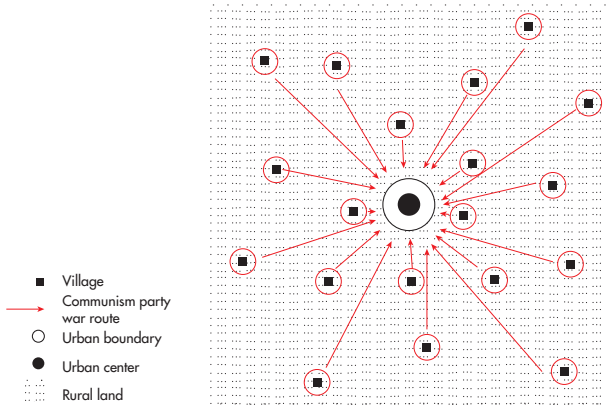 Village
Communism party
war route
Urban boundary
Urban center
Rural land